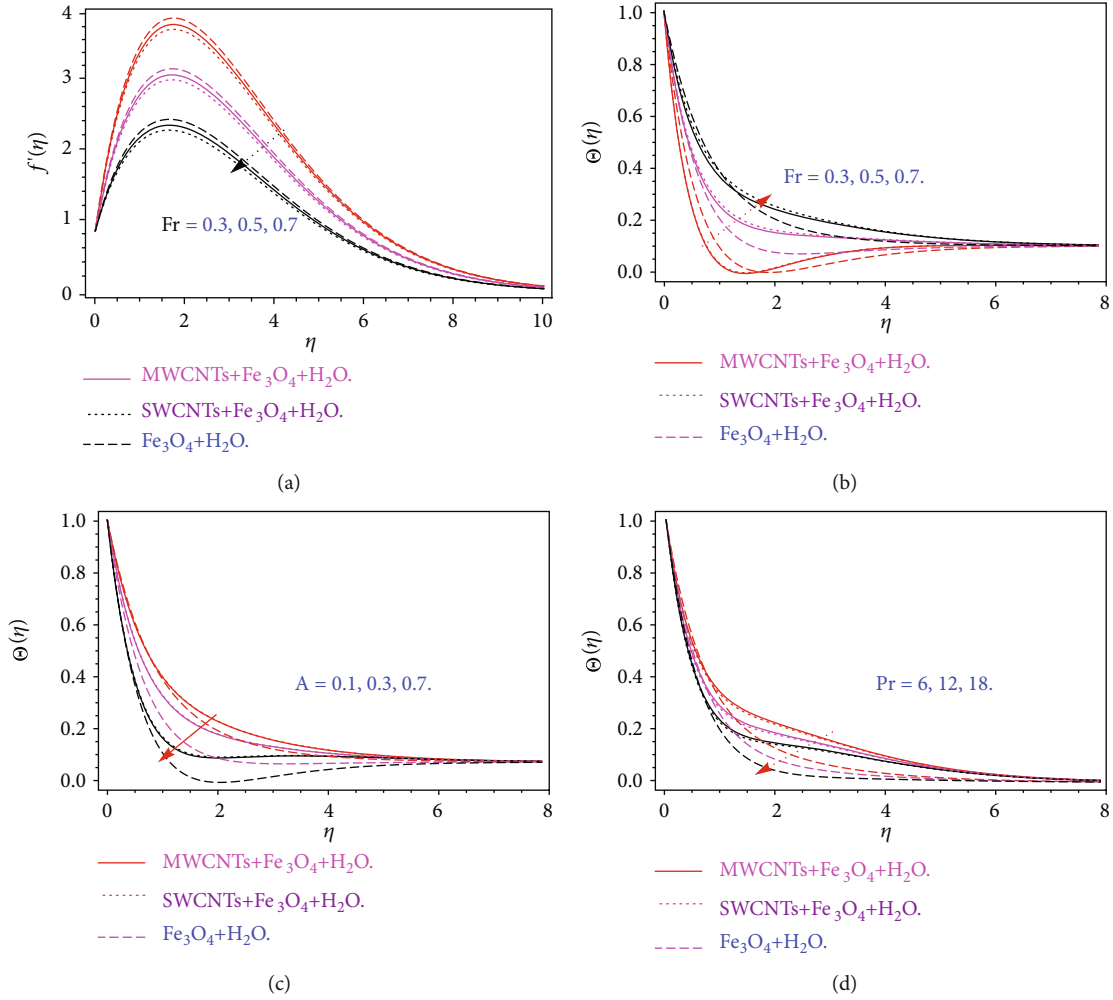 4
3
2
1
0
f'(η)
Fr = 0.3, 0.5, 0.7
0 2 4 6 8 10
η
MWCNTs+Fe₃O₄+H₂O.
SWCNTs+Fe₃O₄+H₂O.
Fe₃O₄+H₂O.
(a)
1.0
0.8
0.6
0.4
0.2
0.0
Θ(η)
Fr = 0.3, 0.5, 0.7.
0 2 4 6 8
η
MWCNTs+Fe₃O₄+H₂O.
SWCNTs+Fe₃O₄+H₂O.
Fe₃O₄+H₂O.
(b)
1.0
0.8
0.6
0.4
0.2
0.0
Θ(η)
A = 0.1, 0.3, 0.7.
0 2 4 6 8
η
MWCNTs+Fe₃O₄+H₂O.
SWCNTs+Fe₃O₄+H₂O.
Fe₃O₄+H₂O.
(c)
1.0
0.8
0.6
0.4
0.2
0.0
Θ(η)
Pr = 6, 12, 18.
0 2 4 6 8
η
MWCNTs+Fe₃O₄+H₂O.
SWCNTs+Fe₃O₄+H₂O.
Fe₃O₄+H₂O.
(d)